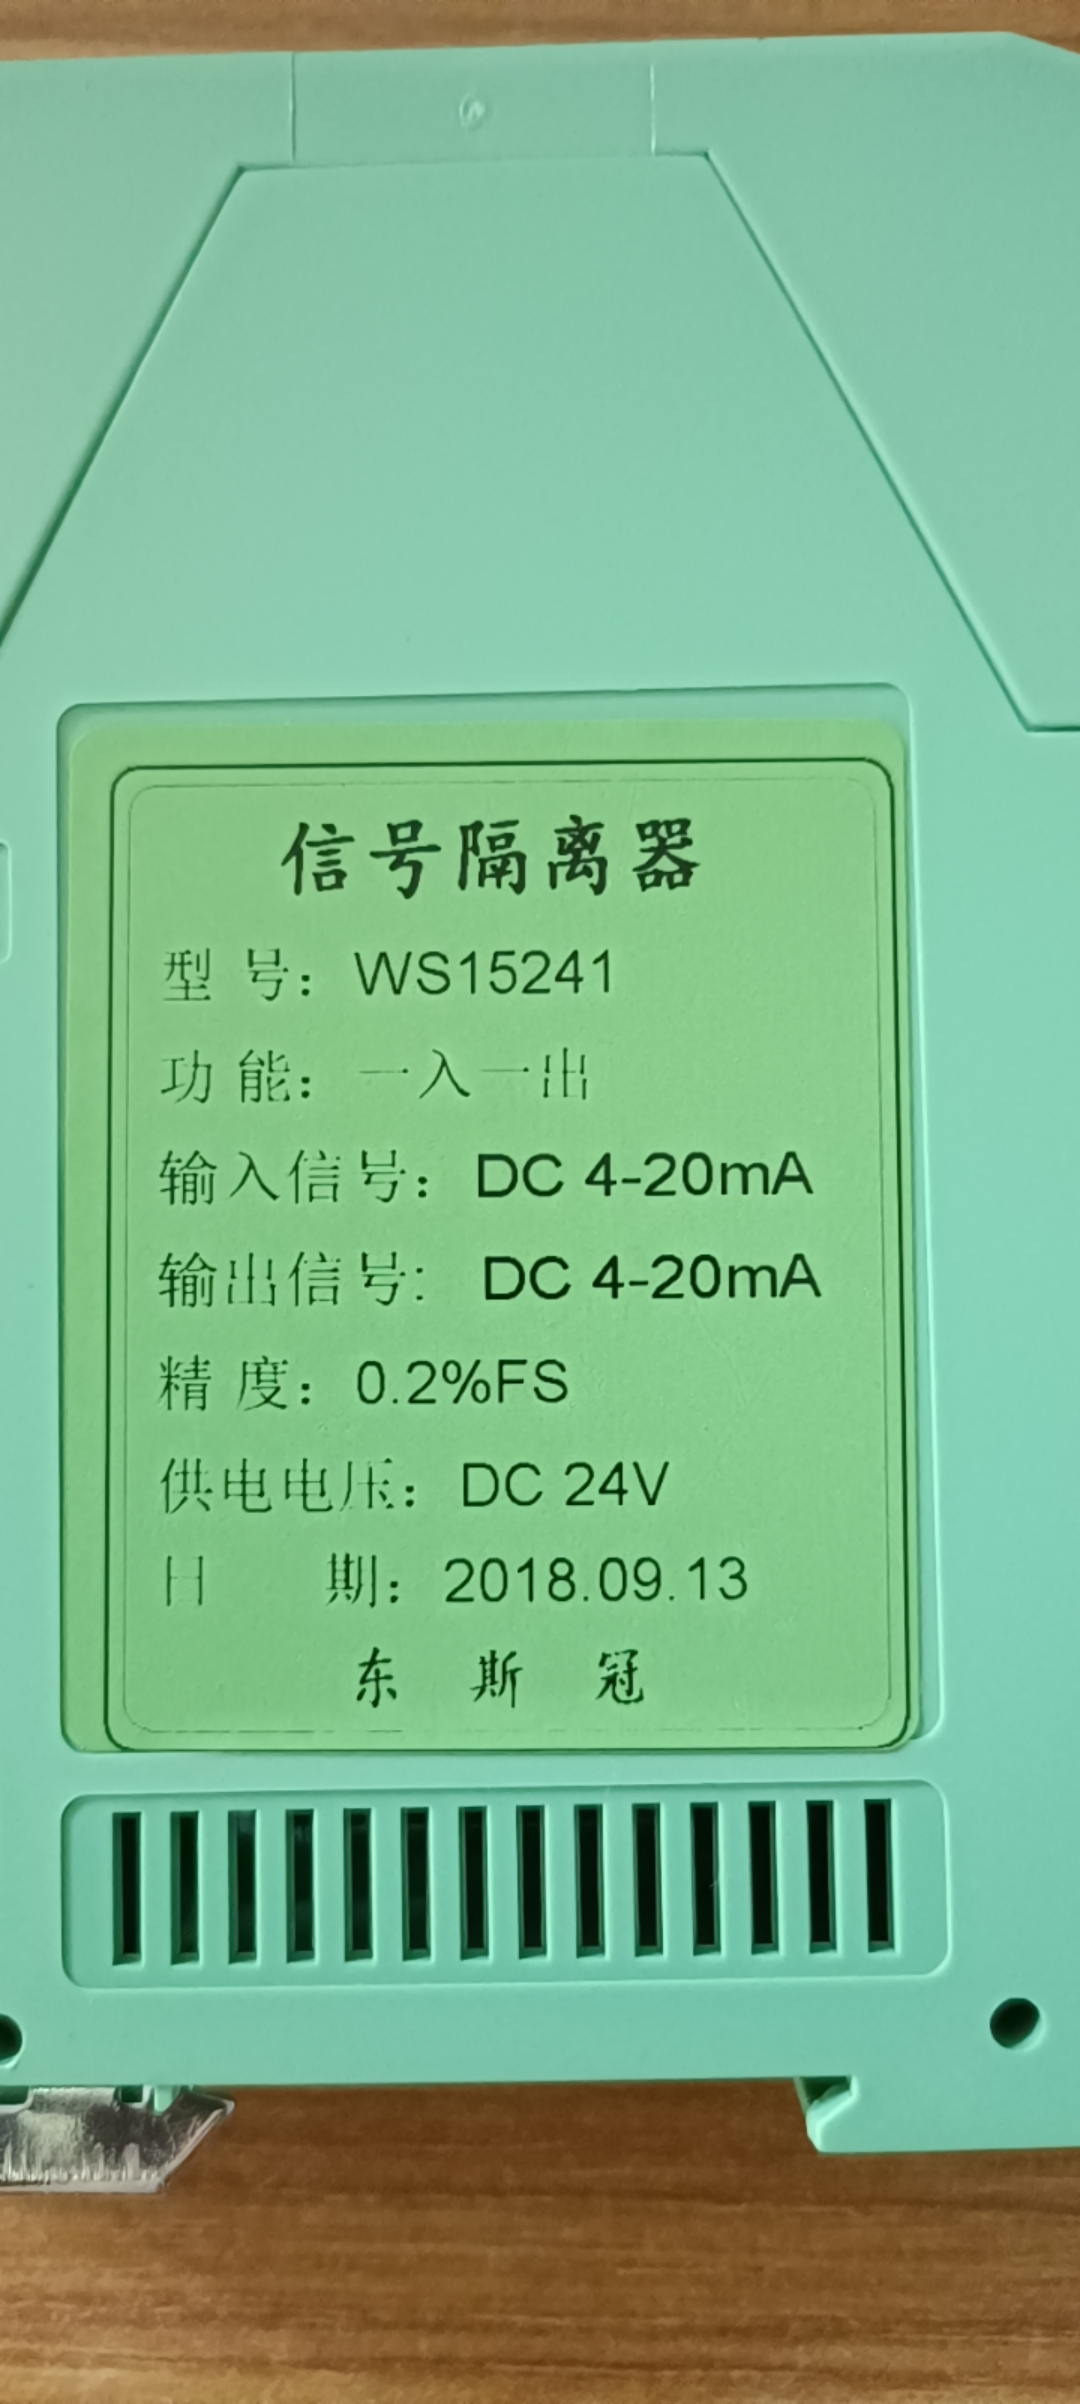 信号隔离器
型 号：WS15241
功 能：一入一出
输入信号：DC 4-20mA
输出信号: DC 4-20mA
精 度：0.2%FS
供电电压：DC 24V
日 期：2018.09.13
东 斯 冠